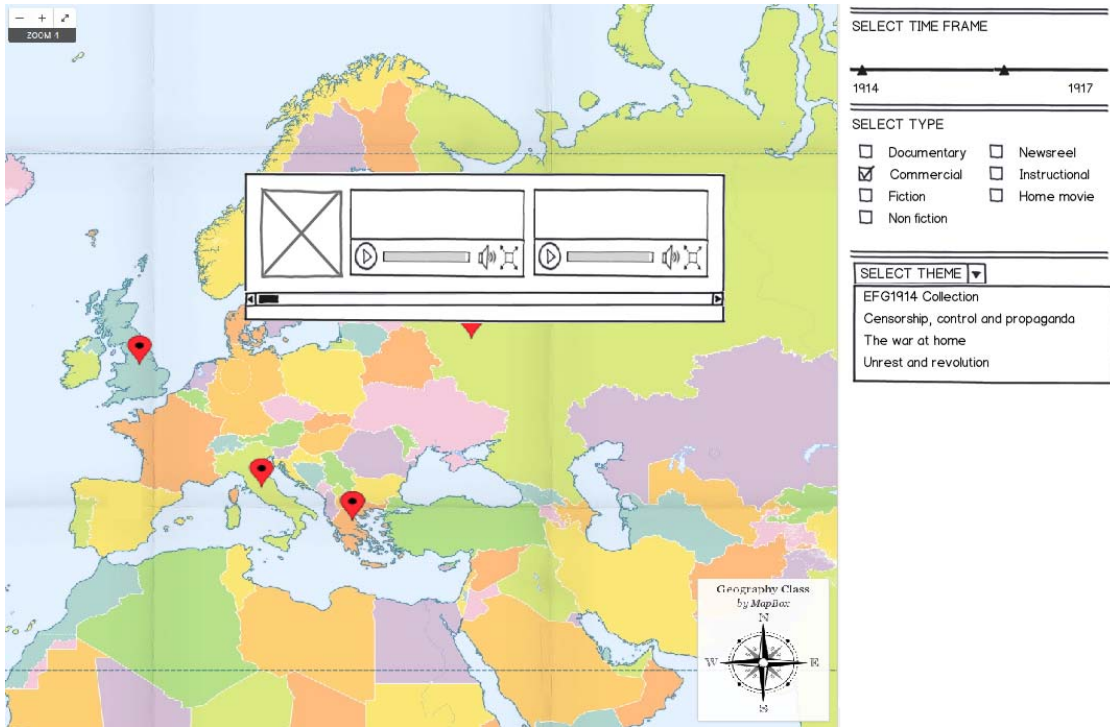 − + ⤢
ZOOM 4
SELECT TIME FRAME
1914 1917
SELECT TYPE
Documentary Newsreel
Commercial Instructional
Fiction Home movie
Non fiction
SELECT THEME
EFG1914 Collection
Censorship, control and propaganda
The war at home
Unrest and revolution
Geography Class
by MapBox
N
W E
S